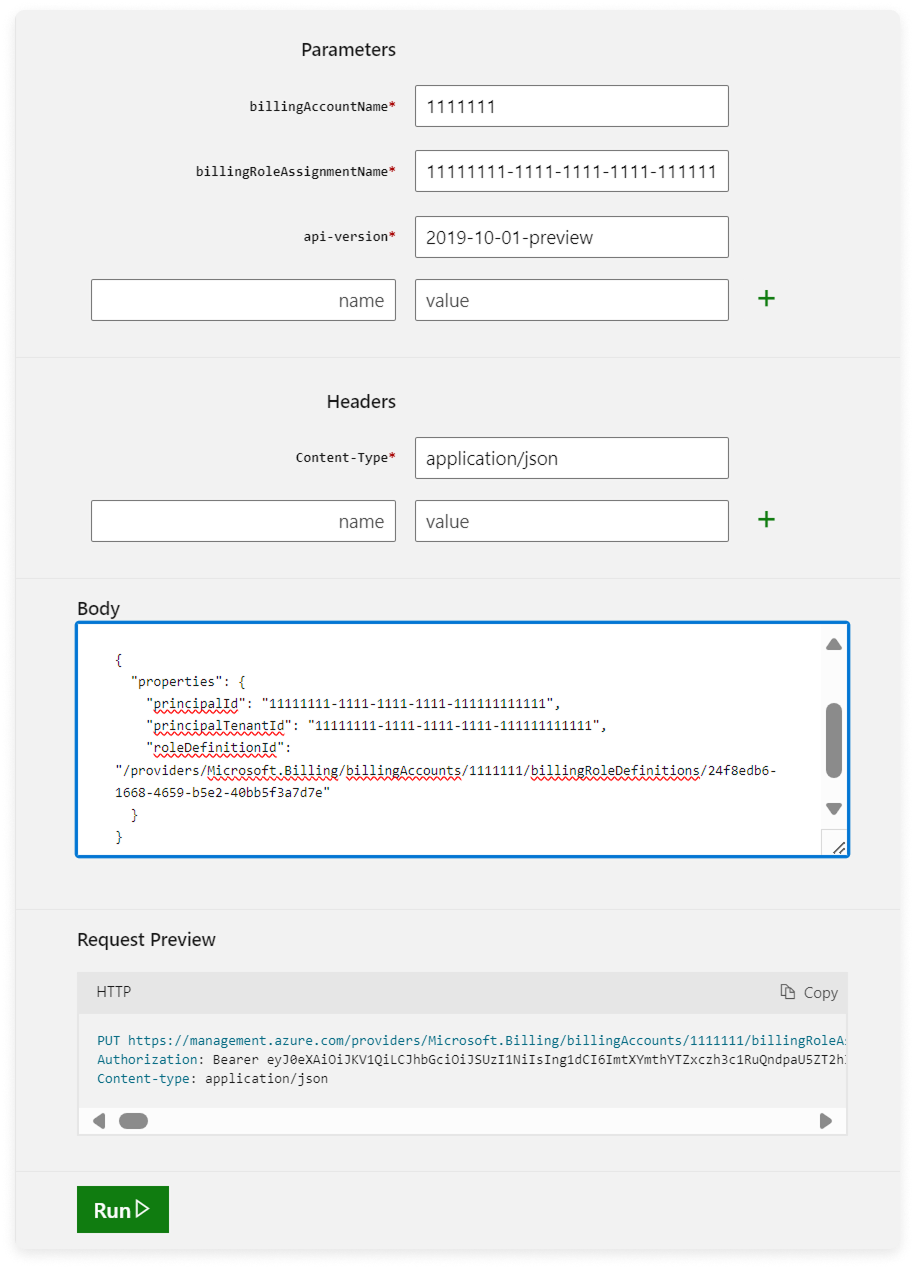 Parameters
billingAccountName* 1111111
billingRoleAssignmentName* 11111111-1111-1111-1111-111111
api-version* 2019-10-01-preview
name value +
Headers
Content-Type* application/json
name value +
Body
{
"properties": {
"principalId": "11111111-1111-1111-1111-111111111111",
"principalTenantId": "11111111-1111-1111-1111-111111111111",
"roleDefinitionId":
"/providers/Microsoft.Billing/billingAccounts/1111111/billingRoleDefinitions/24f8edb6-
1668-4659-b5e2-40bb5f3a7d7e"
}
}
Request Preview
HTTP Copy
PUT https://management.azure.com/providers/Microsoft.Billing/billingAccounts/1111111/billingRoleA
Authorization: Bearer eyJ0eXAiOiJKV1QiLCJhbGciOiJSUzI1NiIsIng1dCI6ImtXYmthYTZxczh3c1RuQndpaU5ZT2h
Content-type: application/json
Run